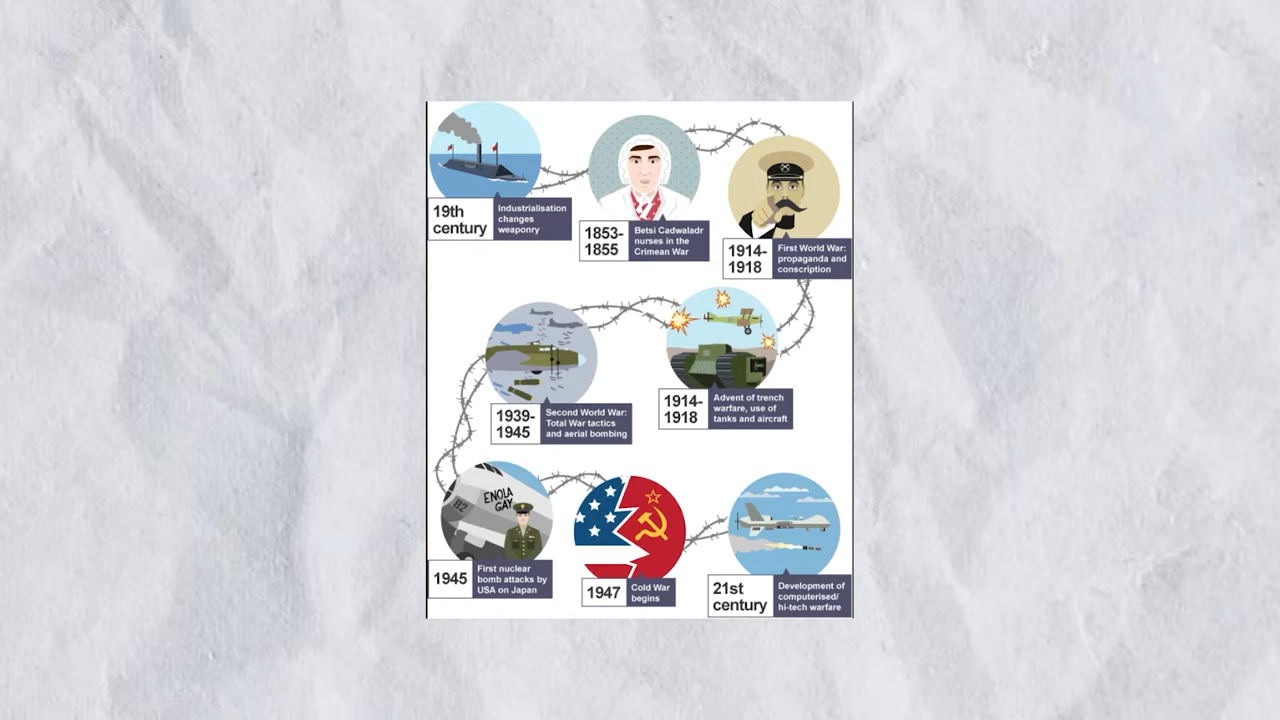 19th
century
Industrialisation
changes
weaponry
1853-
1855
Betsi Cadwaladr
nurses in the
Crimean War
1914-
1918
First World War:
propaganda and
conscription
1939-
1945
Second World War:
Total War tactics
and aerial bombing
1914-
1918
Advent of trench
warfare, use of
tanks and aircraft
ENOLA
GAY
82
1945
First nuclear
bomb attacks by
USA on Japan
1947
Cold War
begins
21st
century
Development of
computerised/
hi-tech warfare